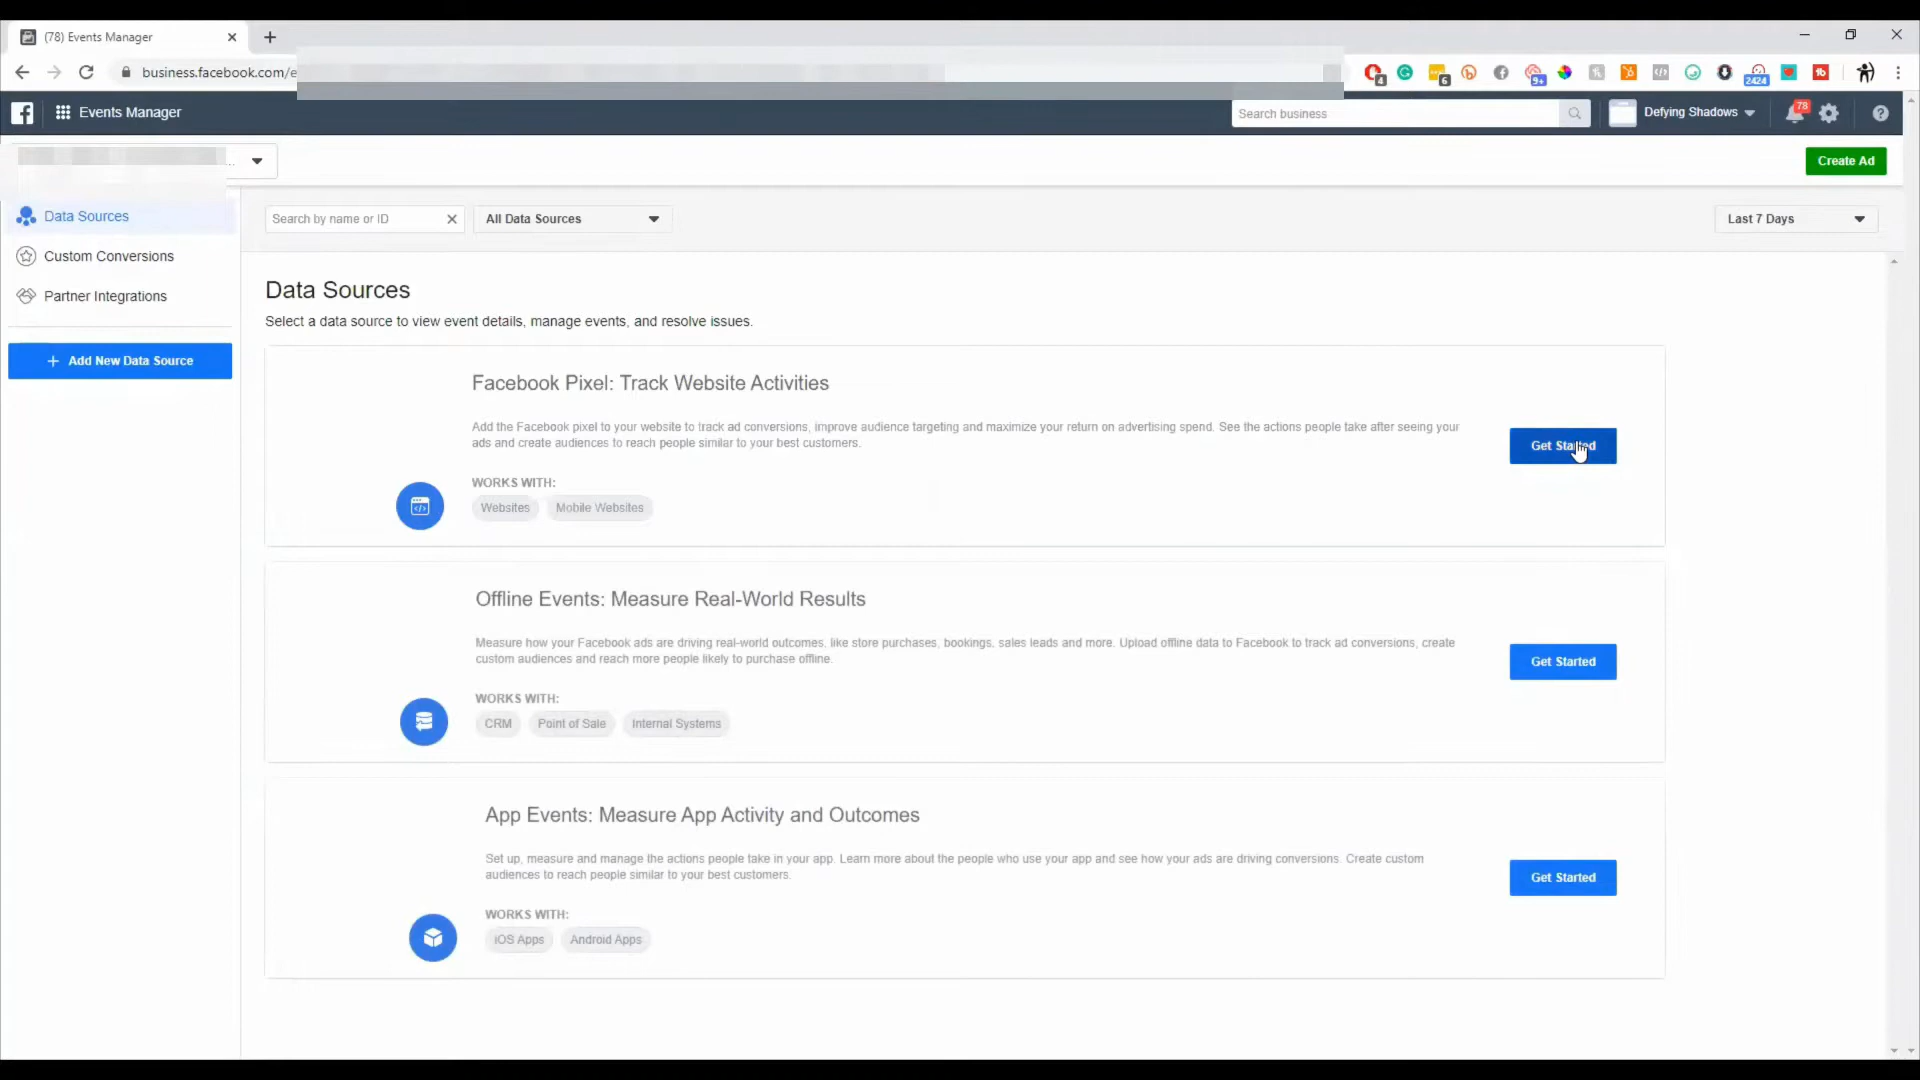 (78) Events Manager
business.facebook.com/e
4
6
9+
2424
Events Manager
Search business
Defying Shadows
78
...
Create Ad
Data Sources
Custom Conversions
Partner Integrations
+ Add New Data Source
Search by name or ID
All Data Sources
Last 7 Days
Data Sources
Select a data source to view event details, manage events, and resolve issues.
Facebook Pixel: Track Website Activities
Add the Facebook pixel to your website to track ad conversions, improve audience targeting and maximize your return on advertising spend. See the actions people take after seeing your
ads and create audiences to reach people similar to your best customers.
Get Started
WORKS WITH:
Websites
Mobile Websites
Offline Events: Measure Real-World Results
Measure how your Facebook ads are driving real-world outcomes, like store purchases, bookings, sales leads and more. Upload offline data to Facebook to track ad conversions, create
custom audiences and reach more people likely to purchase offline.
Get Started
WORKS WITH:
CRM
Point of Sale
Internal Systems
App Events: Measure App Activity and Outcomes
Set up, measure and manage the actions people take in your app. Learn more about the people who use your app and see how your ads are driving conversions. Create custom
audiences to reach people similar to your best customers.
Get Started
WORKS WITH:
iOS Apps
Android Apps